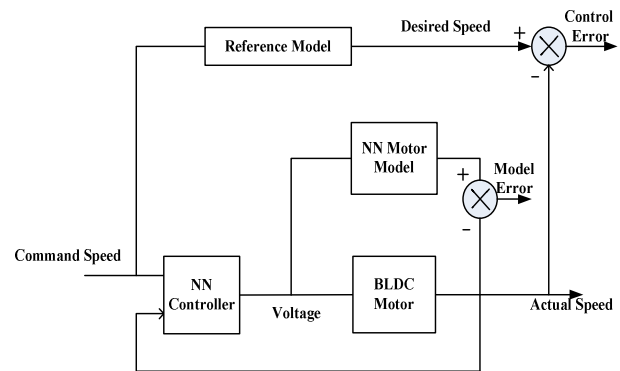 Desired Speed
Control
Error
Reference Model
+
−
NN Motor
Model
+
Model
Error
−
Command Speed
NN
Controller
Voltage
BLDC
Motor
Actual Speed